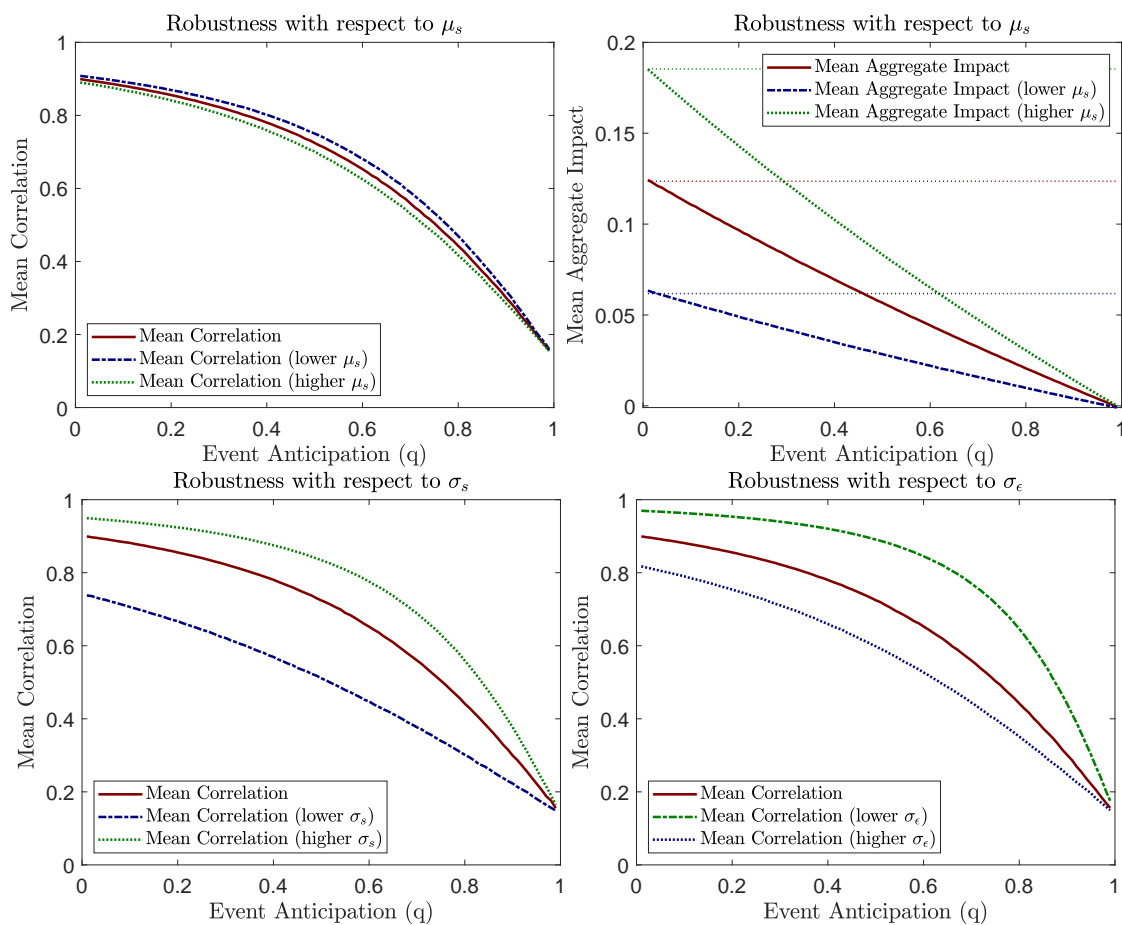 Robustness with respect to μs
1
0.8
0.6
0.4
0.2
0
Mean Correlation
Mean Correlation
Mean Correlation (lower μs)
Mean Correlation (higher μs)
0 0.2 0.4 0.6 0.8 1
Event Anticipation (q)
Robustness with respect to μs
0.2
0.15
0.1
0.05
0
Mean Aggregate Impact
Mean Aggregate Impact
Mean Aggregate Impact (lower μs)
Mean Aggregate Impact (higher μs)
0 0.2 0.4 0.6 0.8 1
Event Anticipation (q)
Robustness with respect to σs
1
0.8
0.6
0.4
0.2
0
Mean Correlation
Mean Correlation
Mean Correlation (lower σs)
Mean Correlation (higher σs)
0 0.2 0.4 0.6 0.8 1
Event Anticipation (q)
Robustness with respect to σϵ
1
0.8
0.6
0.4
0.2
0
Mean Correlation
Mean Correlation
Mean Correlation (lower σϵ)
Mean Correlation (higher σϵ)
0 0.2 0.4 0.6 0.8 1
Event Anticipation (q)